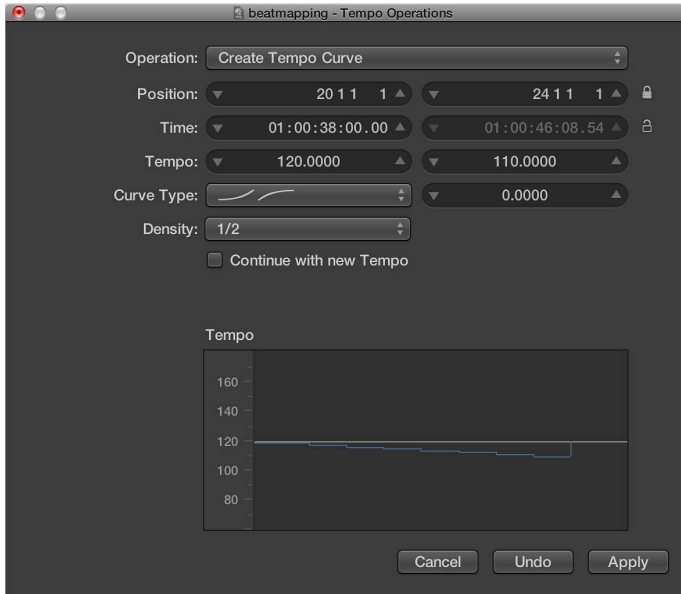 beatmapping - Tempo Operations
Operation: Create Tempo Curve
Position: 20 1 1 1 24 1 1 1
Time: 01:00:38:00.00 01:00:46:08.54
Tempo: 120.0000 110.0000
Curve Type: 0.0000
Density: 1/2
Continue with new Tempo
Tempo
160
140
120
100
80
Cancel Undo Apply